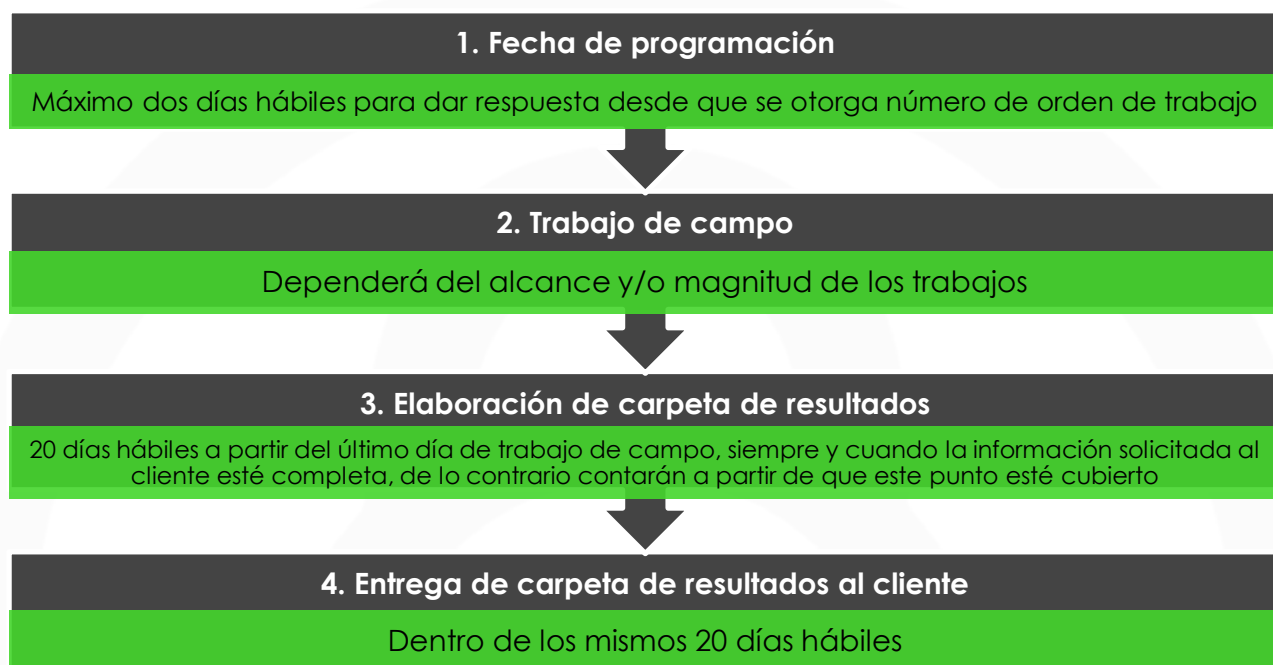 1. Fecha de programación
Máximo dos días hábiles para dar respuesta desde que se otorga número de orden de trabajo
2. Trabajo de campo
Dependerá del alcance y/o magnitud de los trabajos
3. Elaboración de carpeta de resultados
20 días hábiles a partir del último día de trabajo de campo, siempre y cuando la información solicitada al
cliente esté completa, de lo contrario contarán a partir de que este punto esté cubierto
4. Entrega de carpeta de resultados al cliente
Dentro de los mismos 20 días hábiles